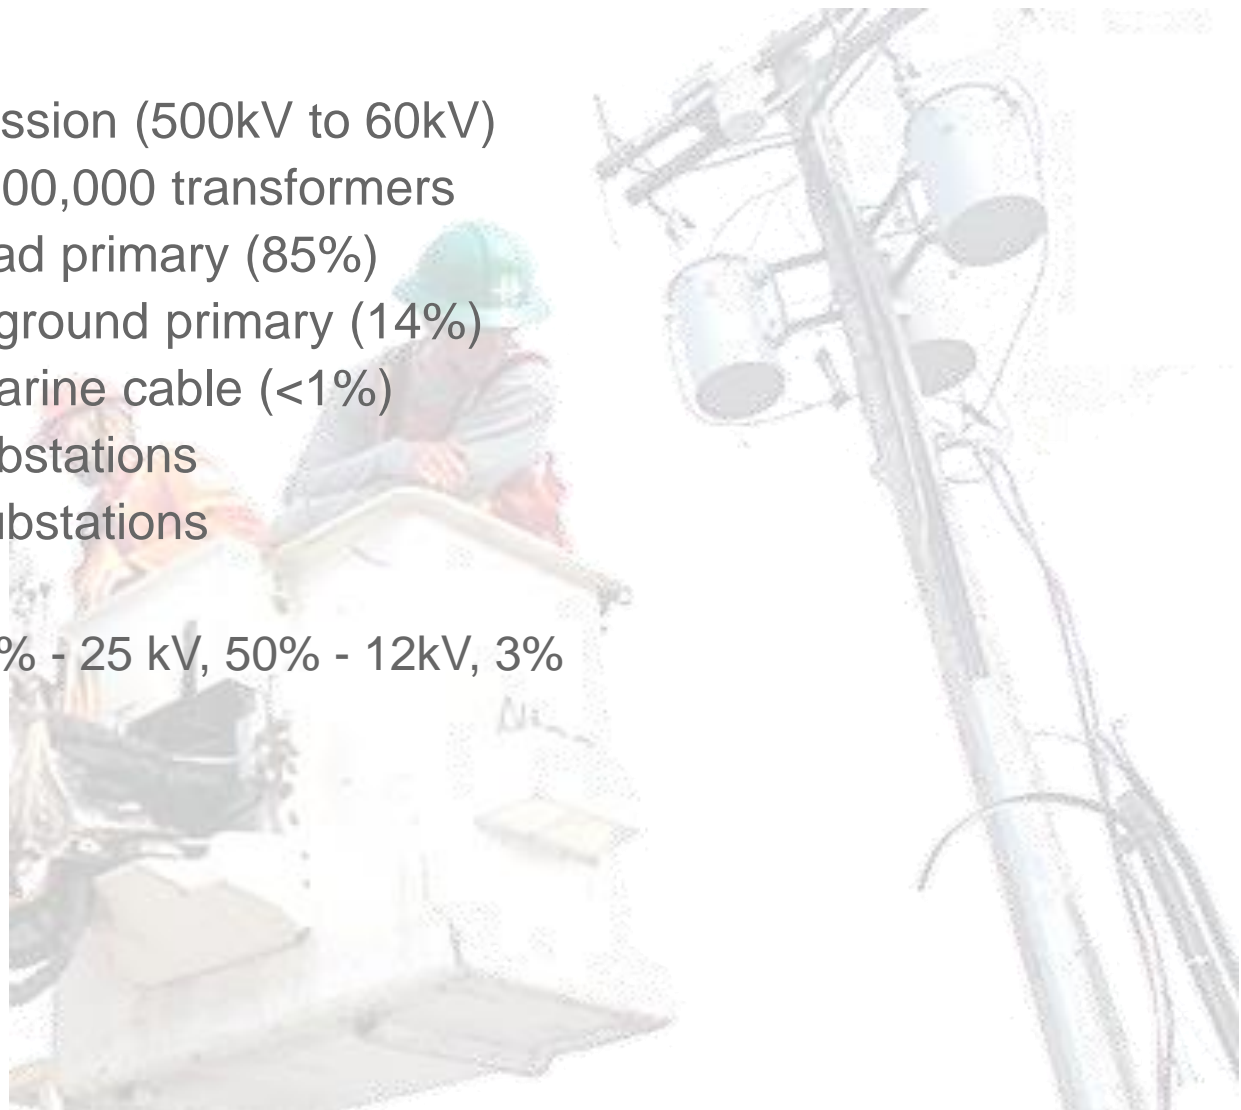 ssion (500kV to 60kV)
00,000 transformers
ad primary (85%)
ground primary (14%)
arine cable (<1%)
bstations
ubstations
% - 25 kV, 50% - 12kV, 3%